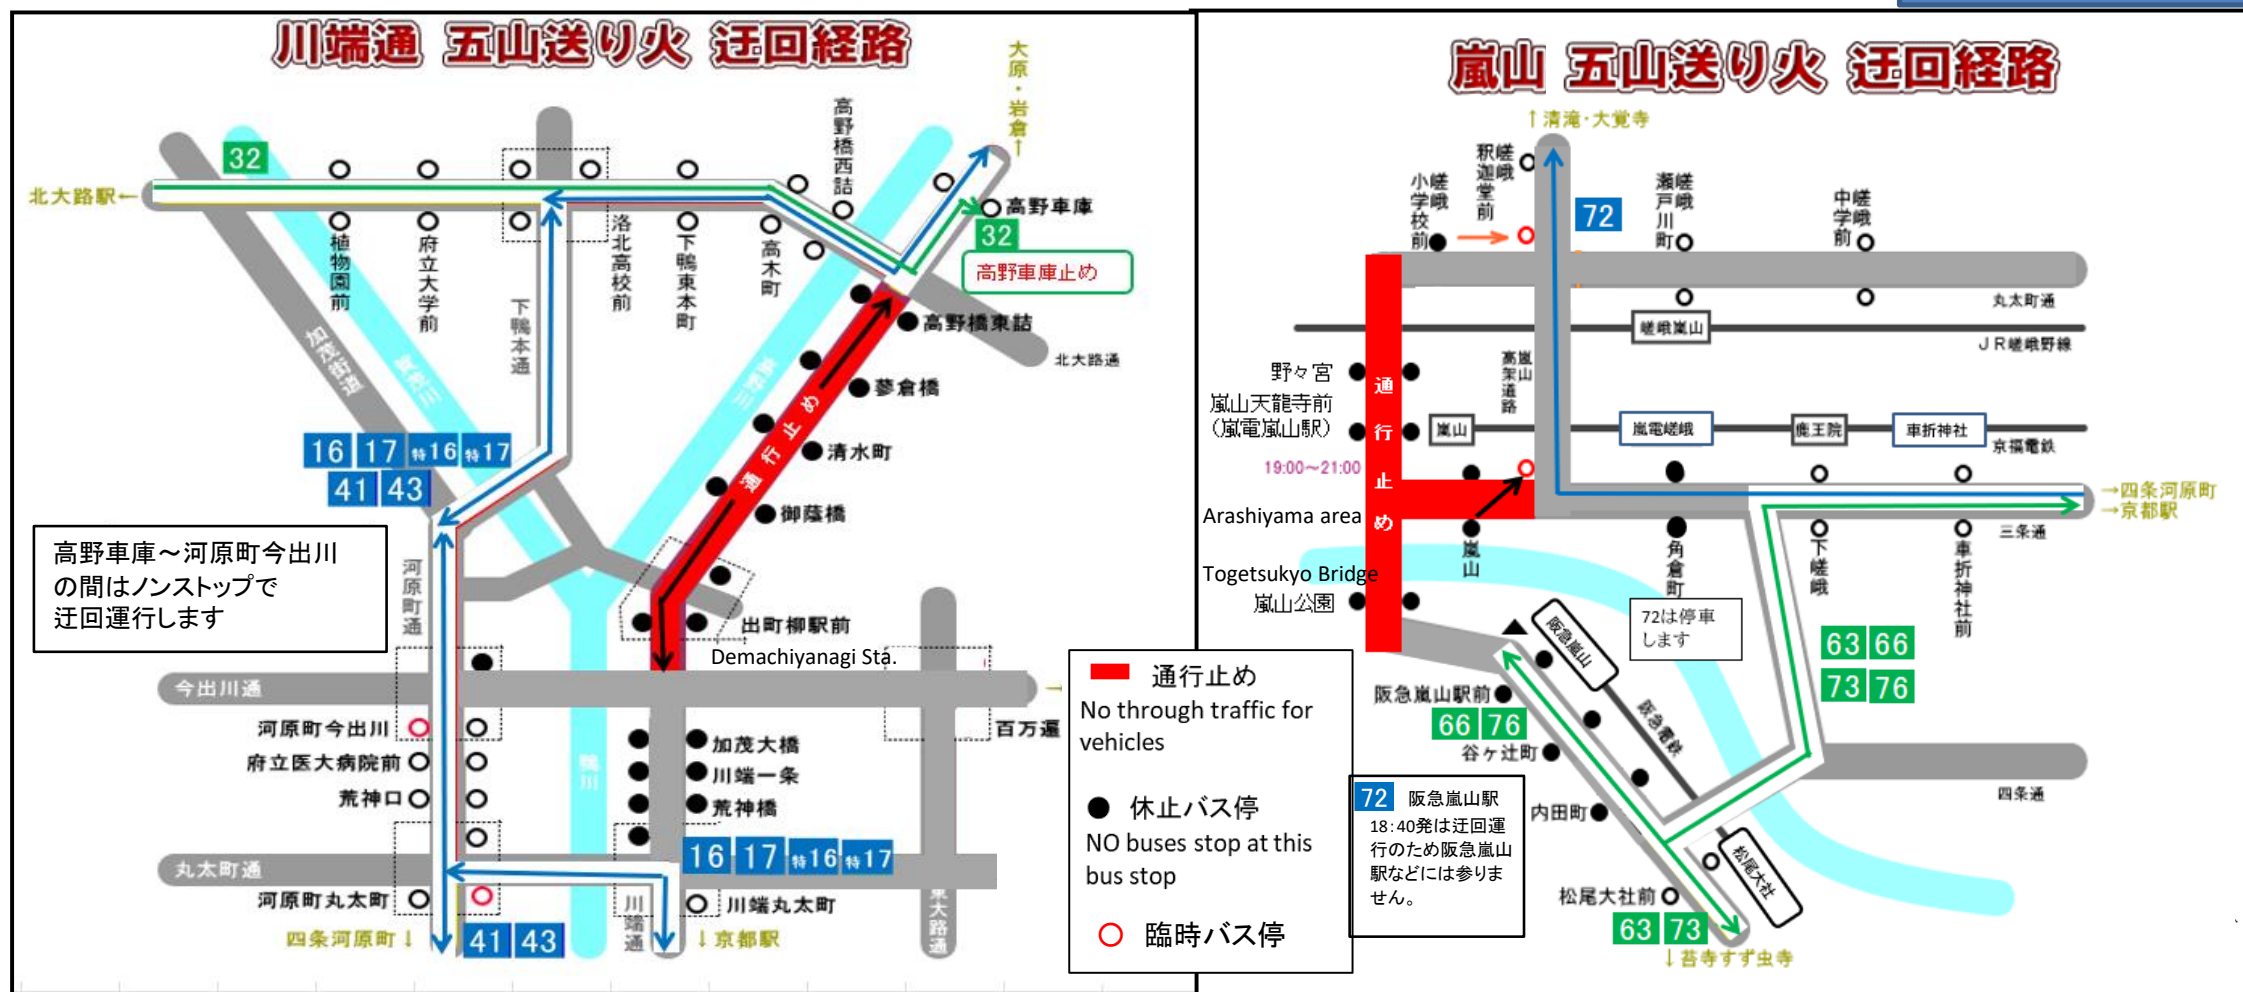 川端通 五山送り火 迂回経路
大原・岩倉→
32
北大路駅←
植物園前
府立大学前
洛北高校前
下鴨東本町
高木町
高野橋西詰
高野車庫
32
高野車庫止め
高野橋東詰
北大路通
蓼倉橋
清水町
御蔭橋
通行止め
加茂街道
賀茂川
高野川
下鴨本通
16 17 特16 特17
41 43
高野車庫～河原町今出川
の間はノンストップで
迂回運行します
河原町通
出町柳駅前
Demachiyanagi Sta.
今出川通
→
河原町今出川
百万遍
府立医大病院前
荒神口
鴨川
加茂大橋
川端一条
荒神橋
丸太町通
16 17 特16 特17
河原町丸太町
川端丸太町
川端通
東大路通
四条河原町↓
41 43
↓京都駅
通行止め
No through traffic for
vehicles
休止バス停
NO buses stop at this
bus stop
臨時バス停
嵐山 五山送り火 迂回経路
↑清滝・大覚寺
嵯峨小学校前
嵯峨釈迦堂前
72
嵯峨瀬戸川町
嵯峨中学前
丸太町通
嵯峨嵐山
JR嵯峨野線
野々宮
嵐山高架道路
嵐山天龍寺前
（嵐電嵐山駅）
通行止め
嵐山
嵐電嵯峨
鹿王院
車折神社
京福電鉄
19:00～21:00
Arashiyama area
→四条河原町
→京都駅
三条通
嵐山
角倉町
下嵯峨
車折神社前
Togetsukyo Bridge
嵐山公園
72は停車
します
63 66
73 76
阪急嵐山
阪急電鉄
阪急嵐山駅前
66 76
谷ヶ辻町
内田町
四条通
72 阪急嵐山駅
18:40発は迂回運
行のため阪急嵐山
駅などには参りま
せん。
松尾大社
松尾大社前
63 73
↓苔寺すず虫寺